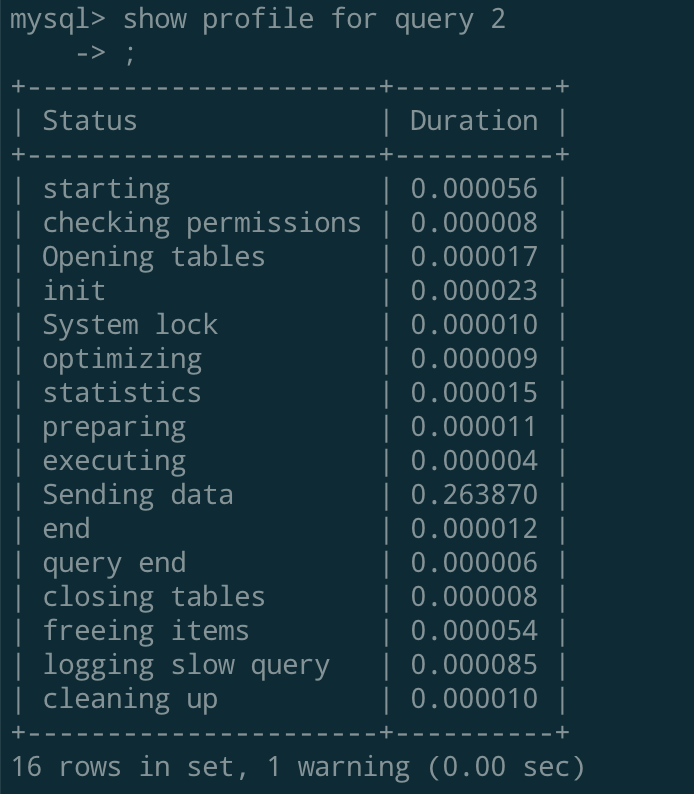 mysql> show profile for query 2
    -> ;
+----------------------+----------+
| Status               | Duration |
+----------------------+----------+
| starting             | 0.000056 |
| checking permissions | 0.000008 |
| Opening tables       | 0.000017 |
| init                 | 0.000023 |
| System lock          | 0.000010 |
| optimizing           | 0.000009 |
| statistics           | 0.000015 |
| preparing            | 0.000011 |
| executing            | 0.000004 |
| Sending data         | 0.263870 |
| end                  | 0.000012 |
| query end            | 0.000006 |
| closing tables       | 0.000008 |
| freeing items        | 0.000054 |
| logging slow query   | 0.000085 |
| cleaning up          | 0.000010 |
+----------------------+----------+
16 rows in set, 1 warning (0.00 sec)